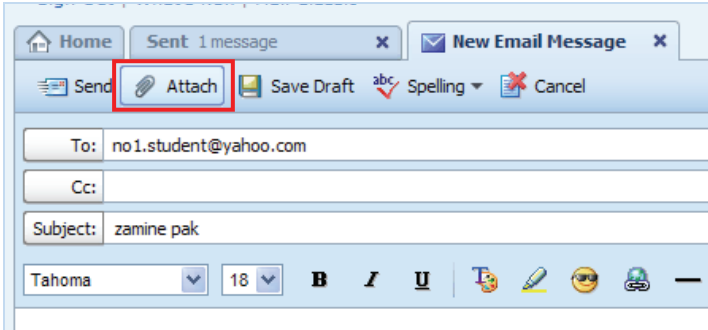 Home Sent 1 message x New Email Message x
Send Attach Save Draft abc Spelling Cancel
To: no1.student@yahoo.com
Cc:
Subject: zamine pak
Tahoma 18 B I U T